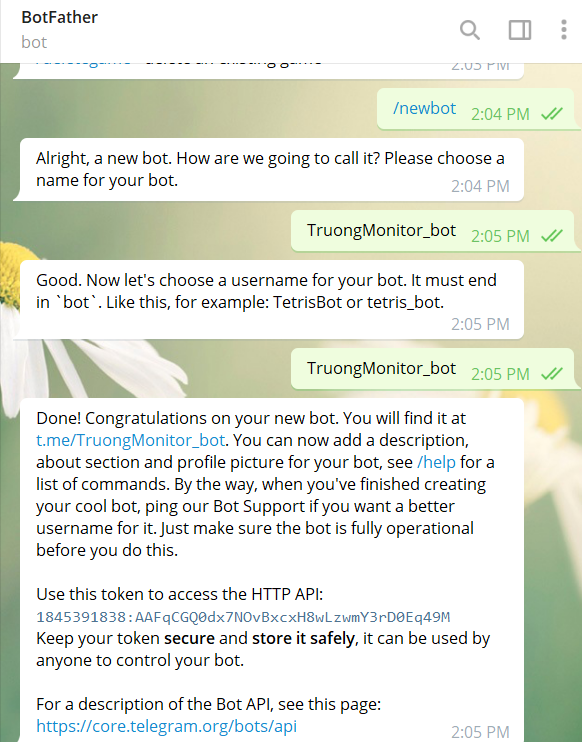 BotFather
bot
2:05 PM
/newbot 2:04 PM
Alright, a new bot. How are we going to call it? Please choose a
name for your bot.
2:04 PM
TruongMonitor_bot 2:05 PM
Good. Now let's choose a username for your bot. It must end
in `bot`. Like this, for example: TetrisBot or tetris_bot.
2:05 PM
TruongMonitor_bot 2:05 PM
Done! Congratulations on your new bot. You will find it at
t.me/TruongMonitor_bot. You can now add a description,
about section and profile picture for your bot, see /help for a
list of commands. By the way, when you've finished creating
your cool bot, ping our Bot Support if you want a better
username for it. Just make sure the bot is fully operational
before you do this.
Use this token to access the HTTP API:
1845391838:AAFqCGQ0dx7NOvBxcxH8wLzwmY3rD0Eq49M
Keep your token secure and store it safely, it can be used by
anyone to control your bot.
For a description of the Bot API, see this page:
https://core.telegram.org/bots/api
2:05 PM